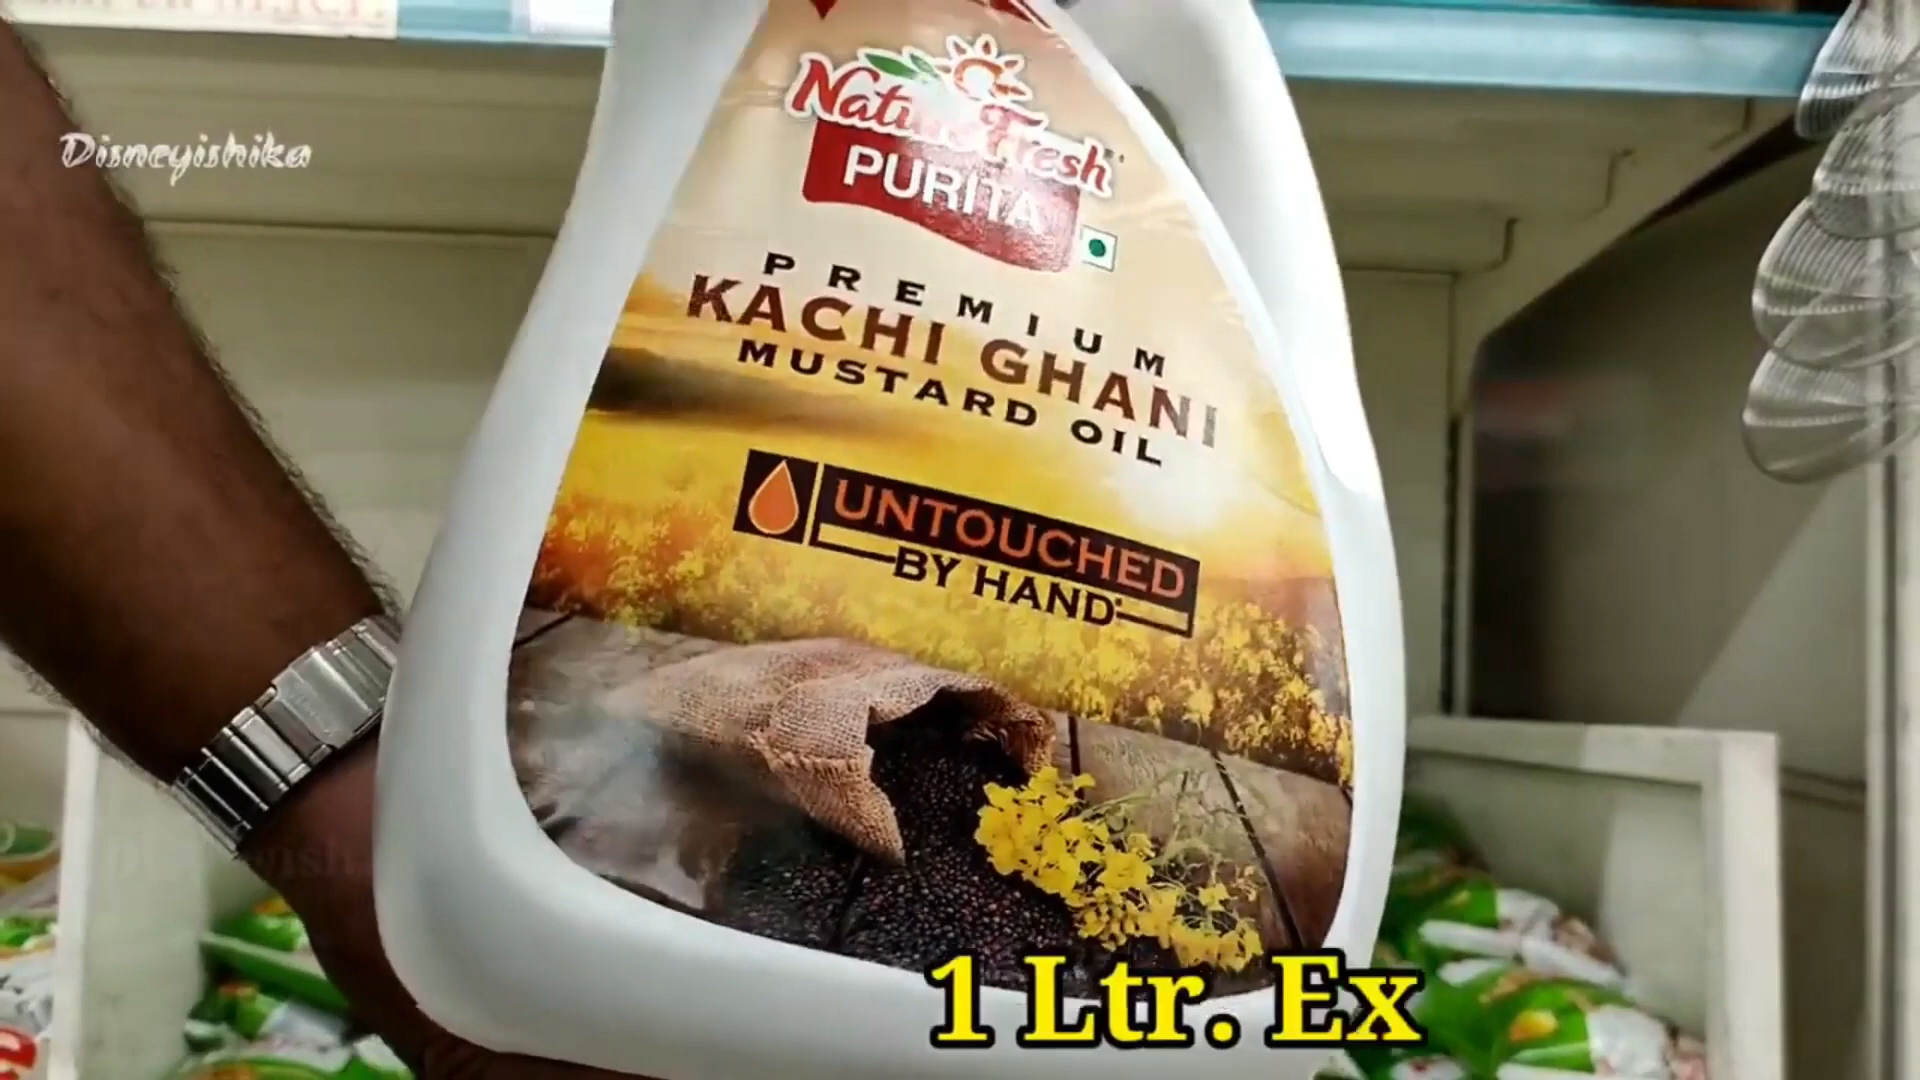 Disneyishika
Nature Fresh
PURITA
PREMIUM
KACHI GHANI
MUSTARD OIL
UNTOUCHED
BY HAND
1 Ltr. Ex